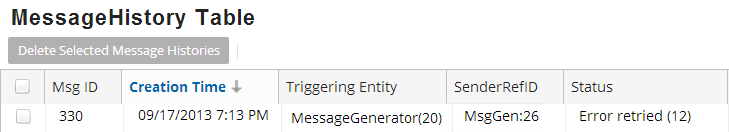 MessageHistory Table
Delete Selected Message Histories
Msg ID Creation Time Triggering Entity SenderRefID Status
330 09/17/2013 7:13 PM MessageGenerator(20) MsgGen:26 Error retried (12)